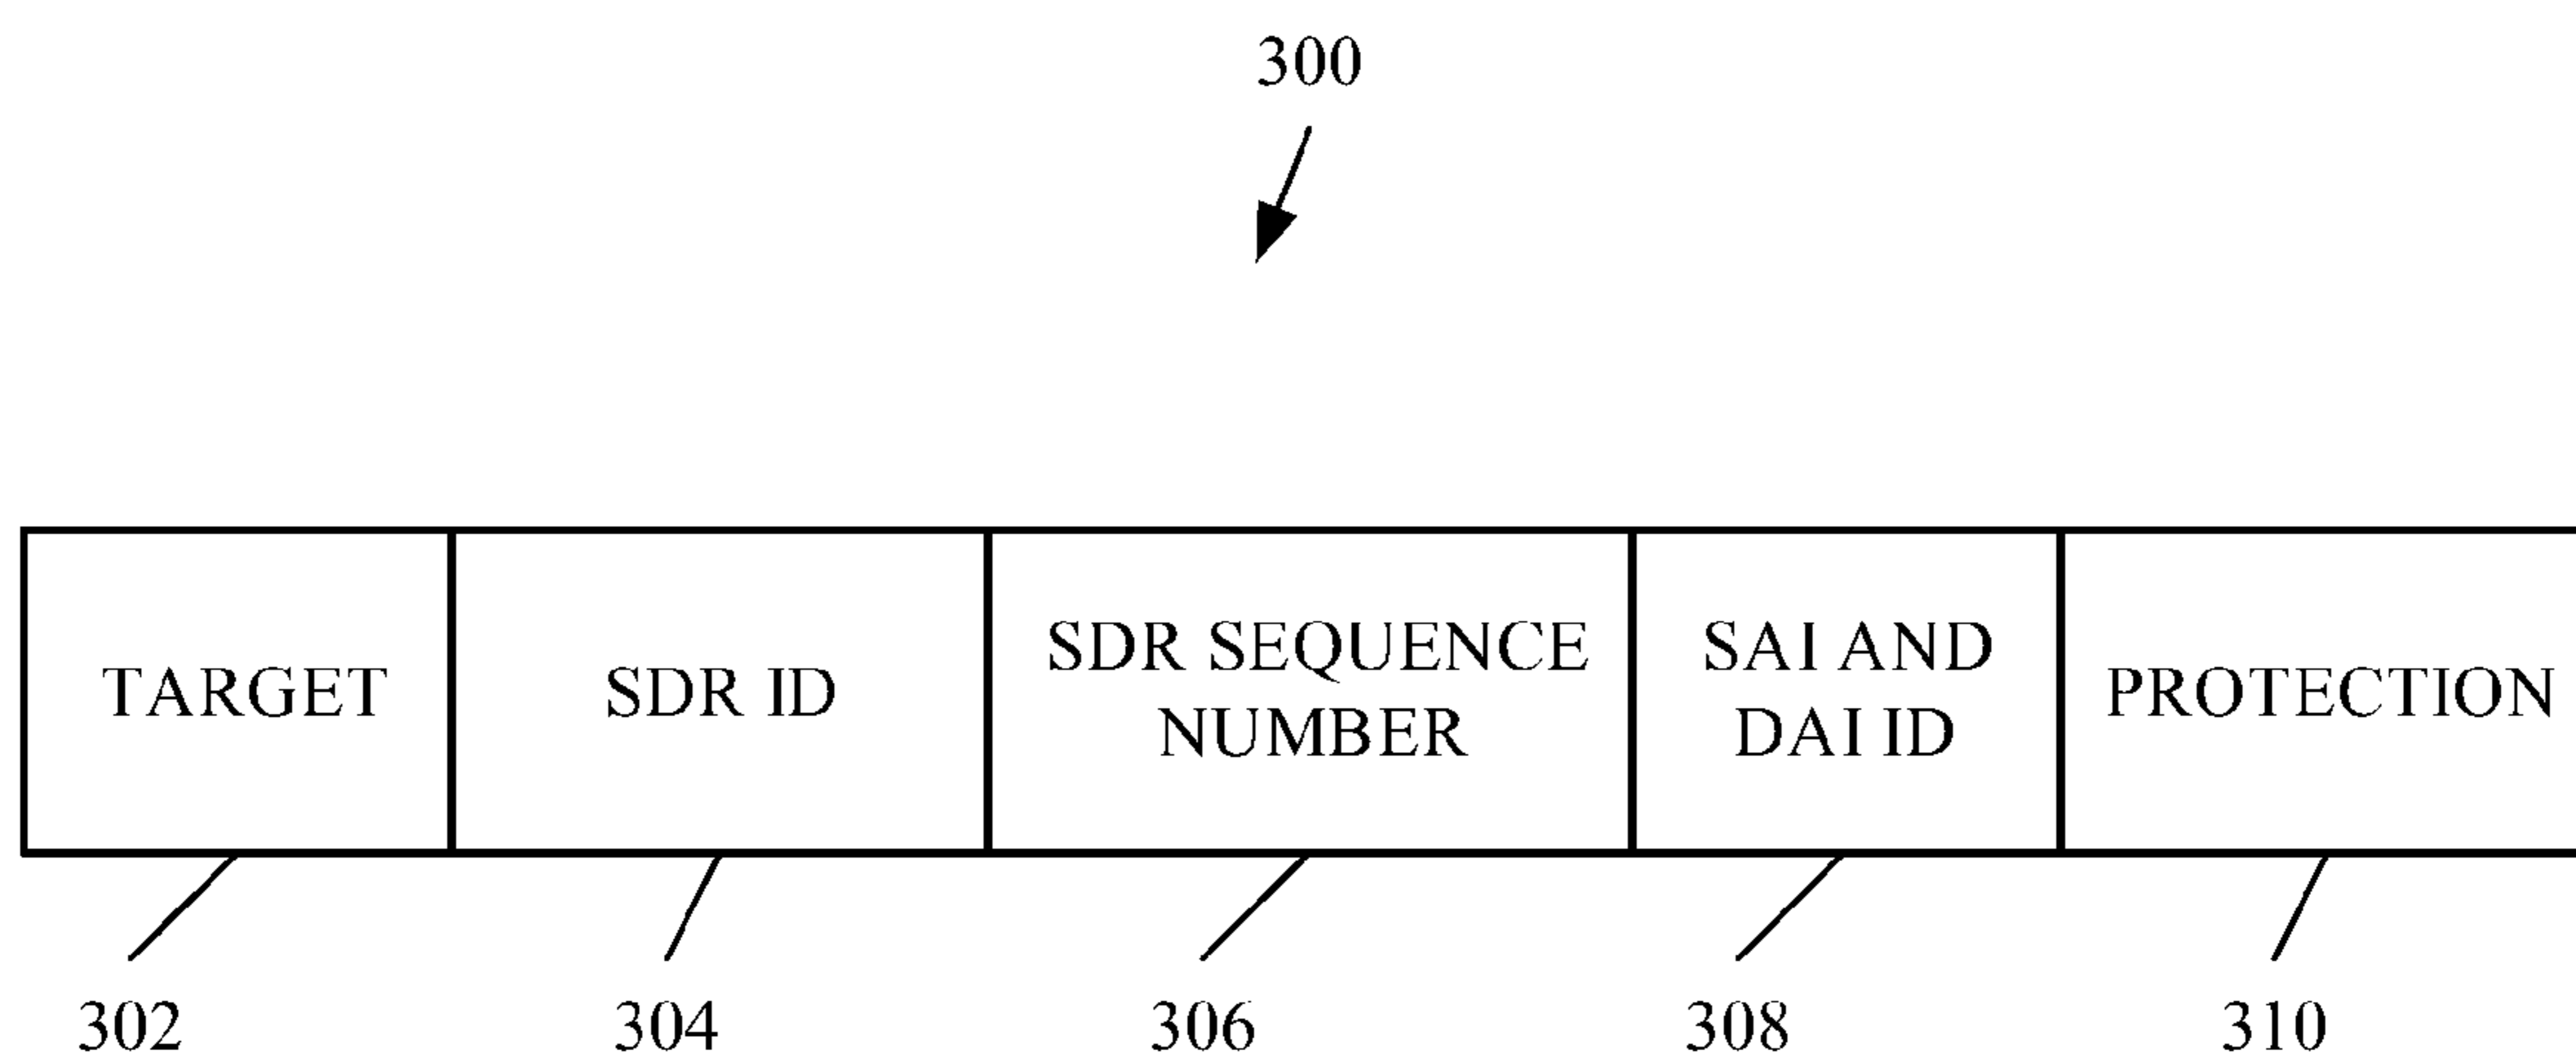 300
TARGET
SDR ID
SDR SEQUENCE
NUMBER
SAI AND
DAI ID
PROTECTION
302
304
306
308
310